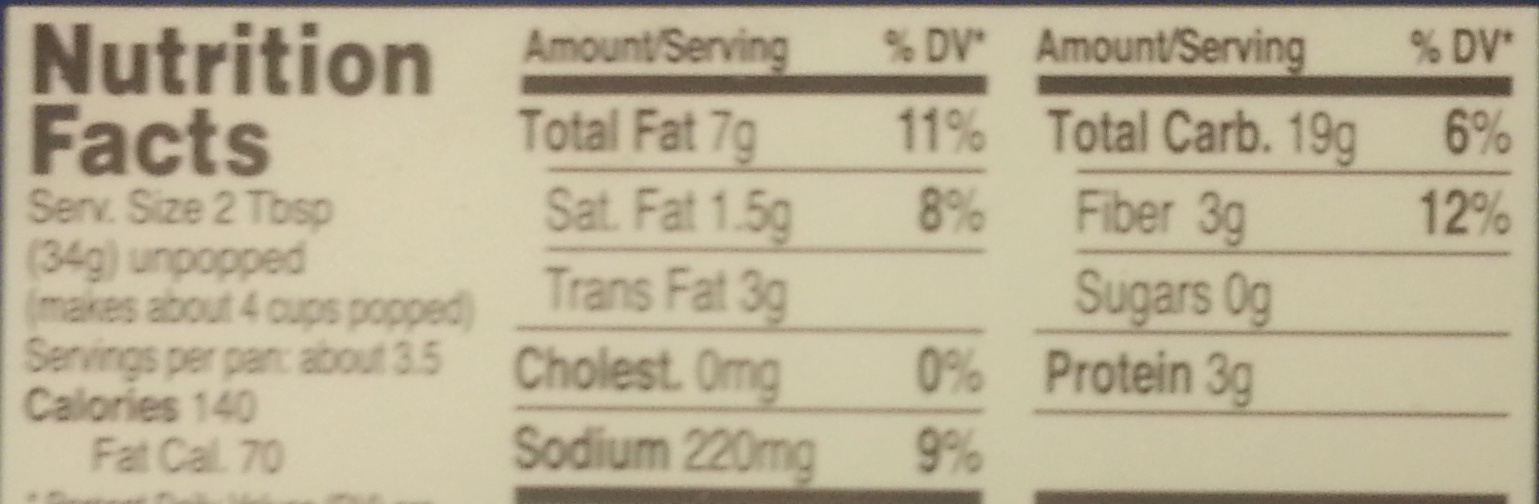 Nutrition
Facts
Serv. Size 2 Tbsp
(34g) unpopped
(makes about 4 cups popped)
Servings per pan: about 3.5
Calories 140
Fat Cal. 70
Amount/Serving % DV*
Total Fat 7g 11%
Sat. Fat 1.5g 8%
Trans Fat 3g
Cholest. 0mg 0%
Sodium 220mg 9%
Amount/Serving % DV*
Total Carb. 19g 6%
Fiber 3g 12%
Sugars 0g
Protein 3g